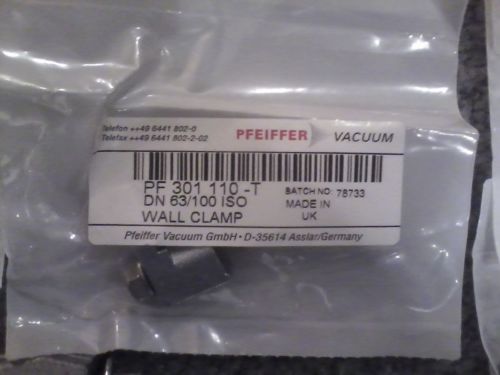 Telefon ++49 6441 802-0
Telefax ++49 6441 802-2-02
PFEIFFER VACUUM
PF 301 110 -T
DN 63/100 ISO
WALL CLAMP
BATCH NO: 78733
MADE IN
UK
Pfeiffer Vacuum GmbH • D-35614 Asslar/Germany